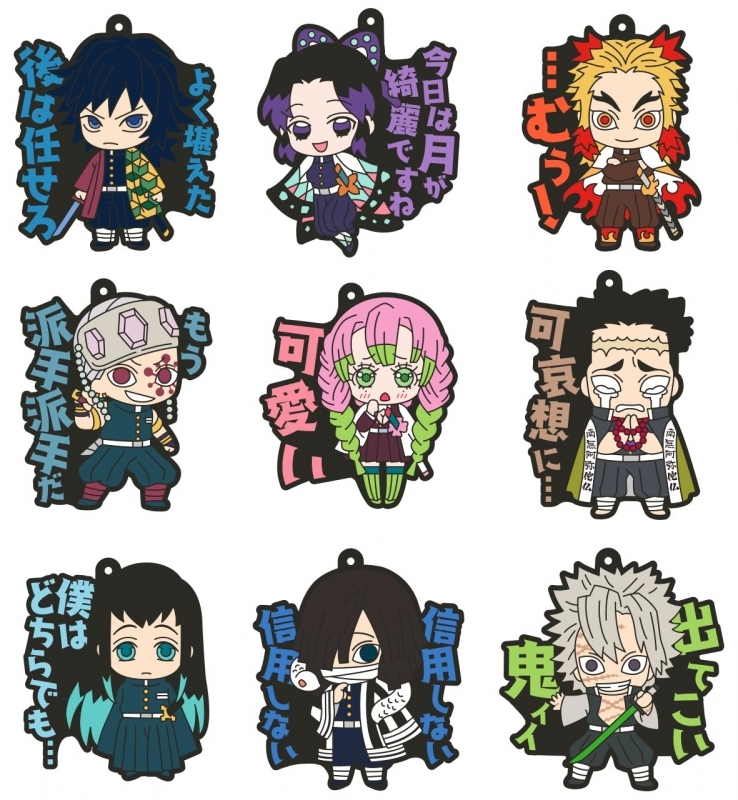 よく堪えた
後は任せろ
今日は月が
綺麗ですね
…むぅ！
もう
派手派手だ
可愛い
可哀想に…
南無阿弥陀仏
南無阿弥陀仏
僕は
どちらでも…
信用しない
信用しない
出てこい
鬼ィィ